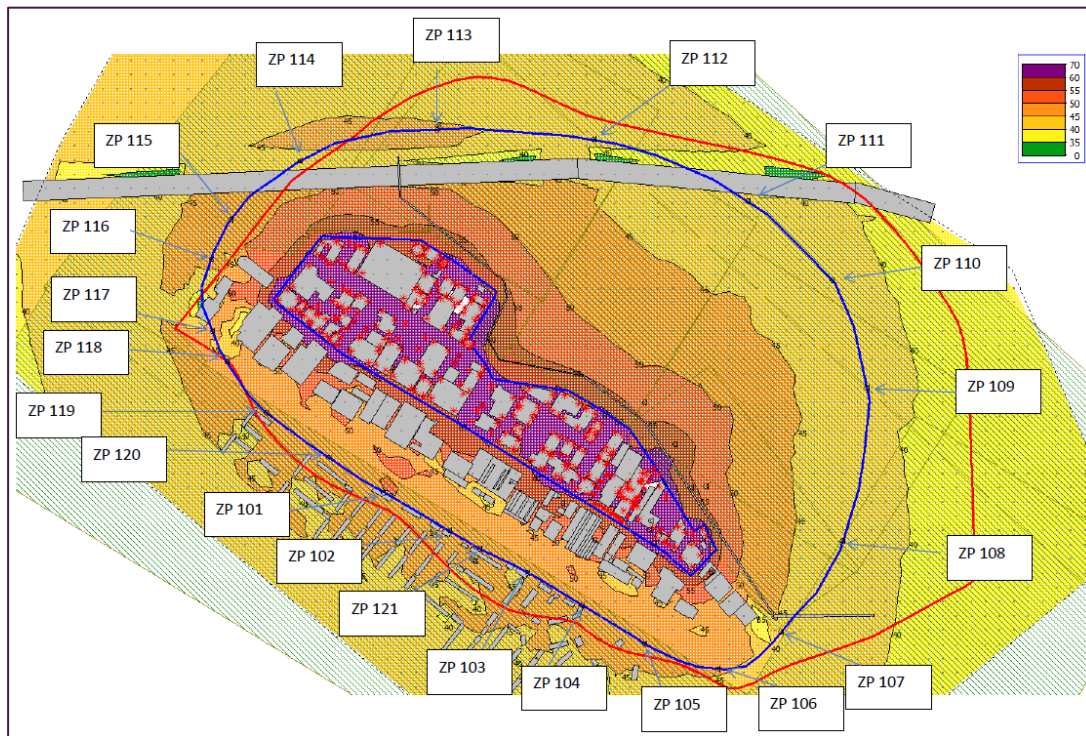 ZP 113
ZP 112
ZP 114
70
65
60
55
50
45
40
35
0
ZP 115
ZP 111
ZP 116
ZP 110
ZP 117
ZP 118
ZP 109
ZP 119
ZP 120
ZP 101
ZP 102
ZP 108
ZP 121
ZP 103
ZP 104
ZP 105
ZP 106
ZP 107